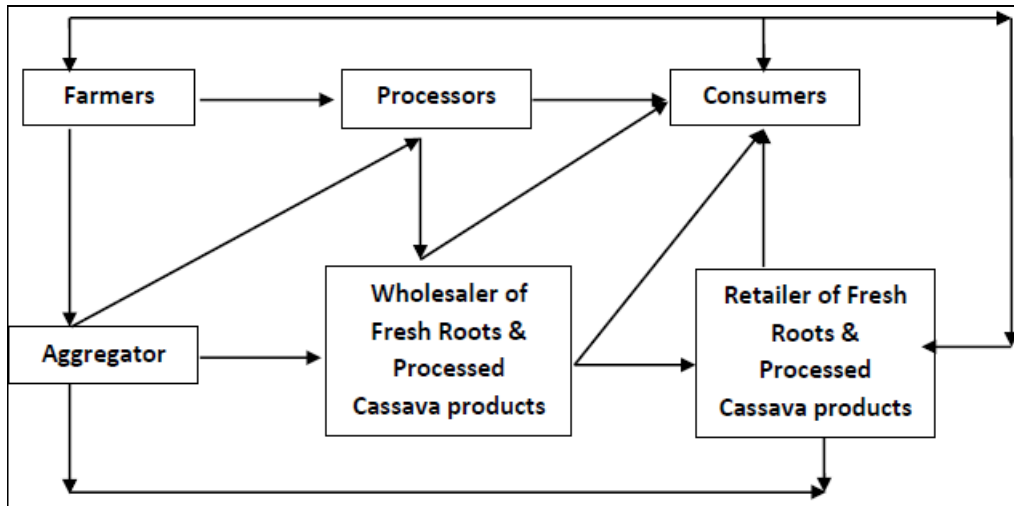 Farmers
Processors
Consumers
Aggregator
Wholesaler of
Fresh Roots &
Processed
Cassava products
Retailer of Fresh
Roots &
Processed
Cassava products